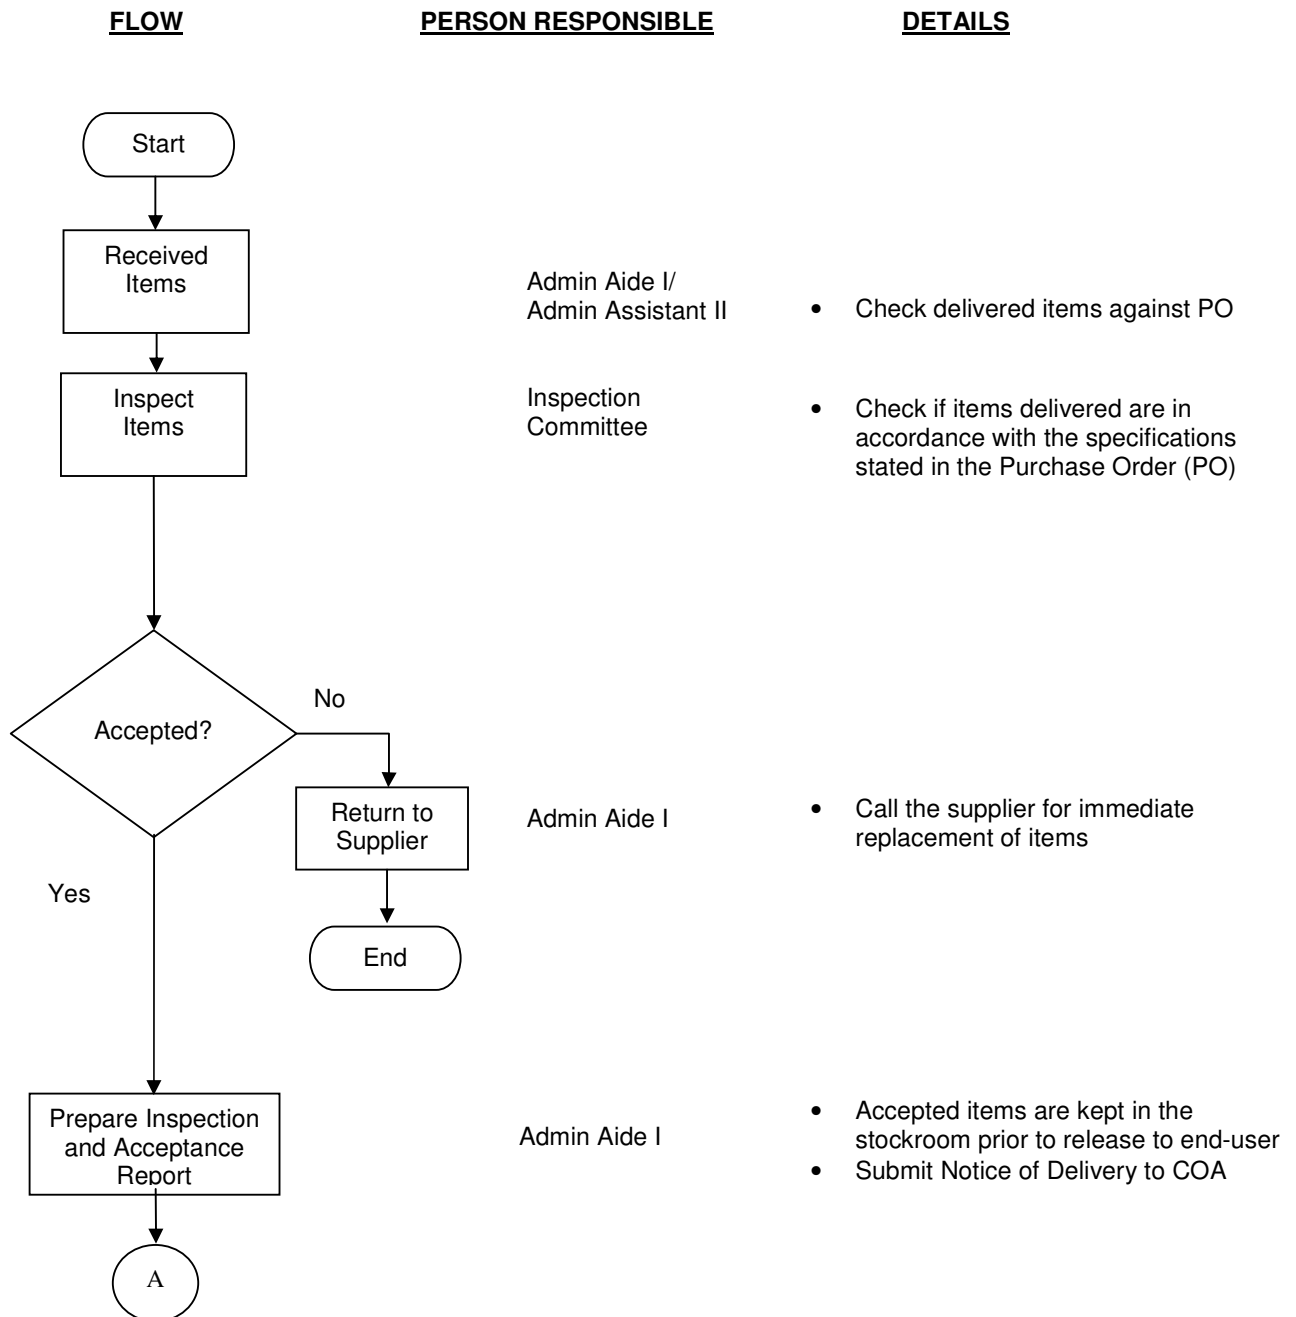 FLOW PERSON RESPONSIBLE DETAILS
Start
Received
Items
Admin Aide I/
Admin Assistant II
• Check delivered items against PO
Inspect
Items
Inspection
Committee
• Check if items delivered are in
accordance with the specifications
stated in the Purchase Order (PO)
Accepted?
No
Return to
Supplier
Admin Aide I
• Call the supplier for immediate
replacement of items
Yes
End
Prepare Inspection
and Acceptance
Report
Admin Aide I
• Accepted items are kept in the
stockroom prior to release to end-user
• Submit Notice of Delivery to COA
A